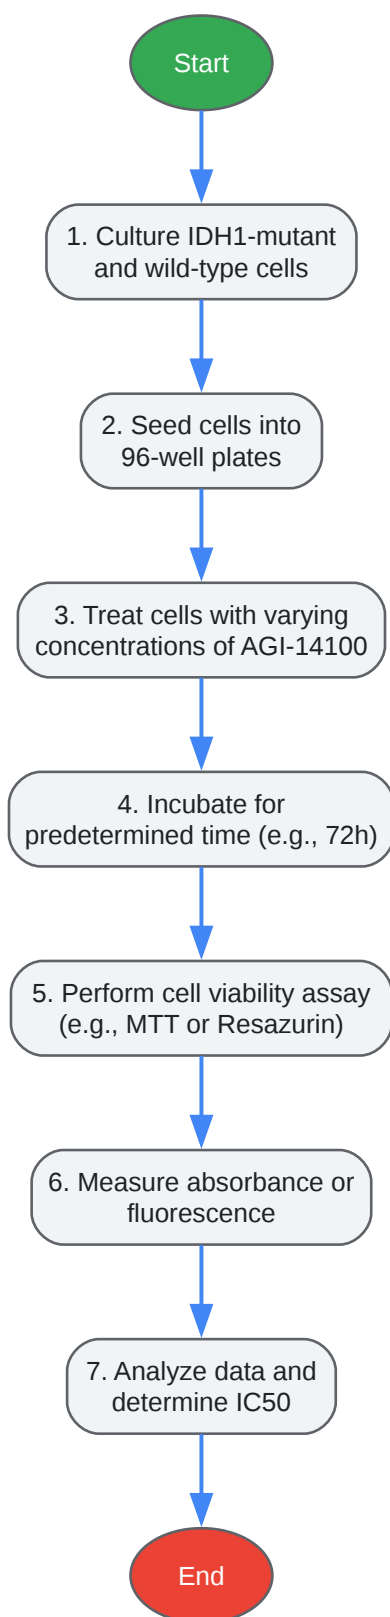 Start
1. Culture IDH1-mutant
and wild-type cells
2. Seed cells into
96-well plates
3. Treat cells with varying
concentrations of AGI-14100
4. Incubate for
predetermined time (e.g., 72h)
5. Perform cell viability assay
(e.g., MTT or Resazurin)
6. Measure absorbance or
fluorescence
7. Analyze data and
determine IC50
End